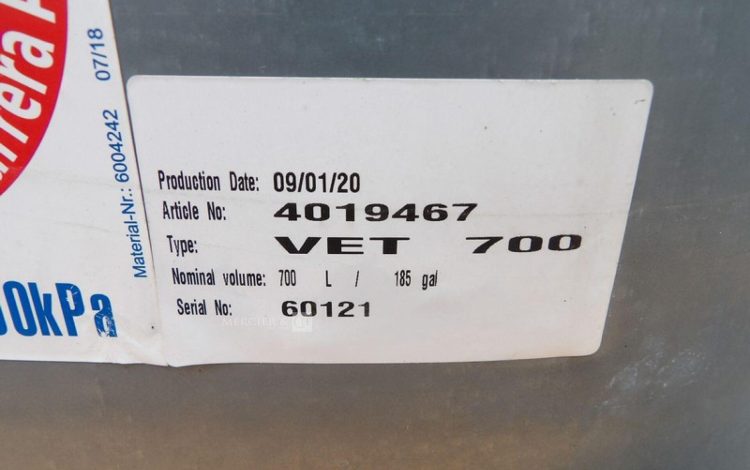 Material-Nr.: 6004242 07/18
0kPa
Production Date: 09/01/20
Article No: 4019467
Type: VET 700
Nominal volume: 700 L / 185 gal
Serial No: 60121